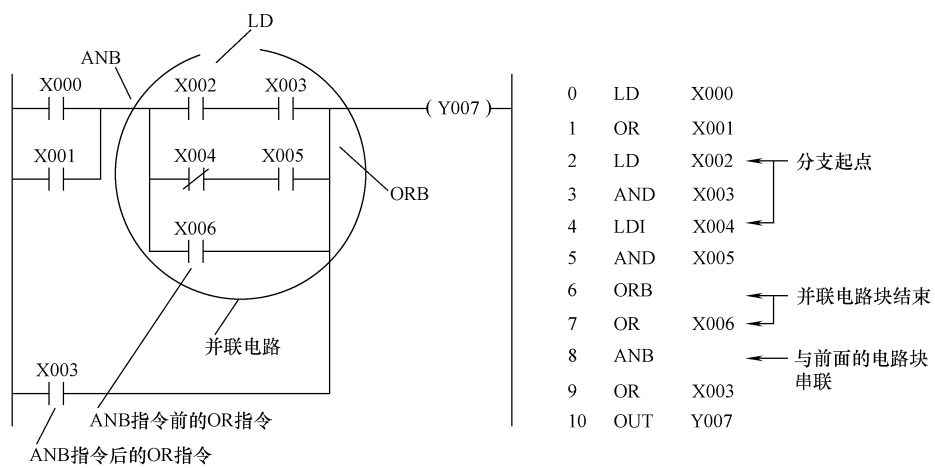 LD
ANB
X000
X002
X003
( Y007 )
X001
X004
X005
ORB
X006
并联电路
X003
ANB指令前的OR指令
ANB指令后的OR指令
0 LD X000
1 OR X001
2 LD X002 分支起点
3 AND X003
4 LDI X004
5 AND X005
6 ORB 并联电路块结束
7 OR X006
8 ANB 与前面的电路块
串联
9 OR X003
10 OUT Y007